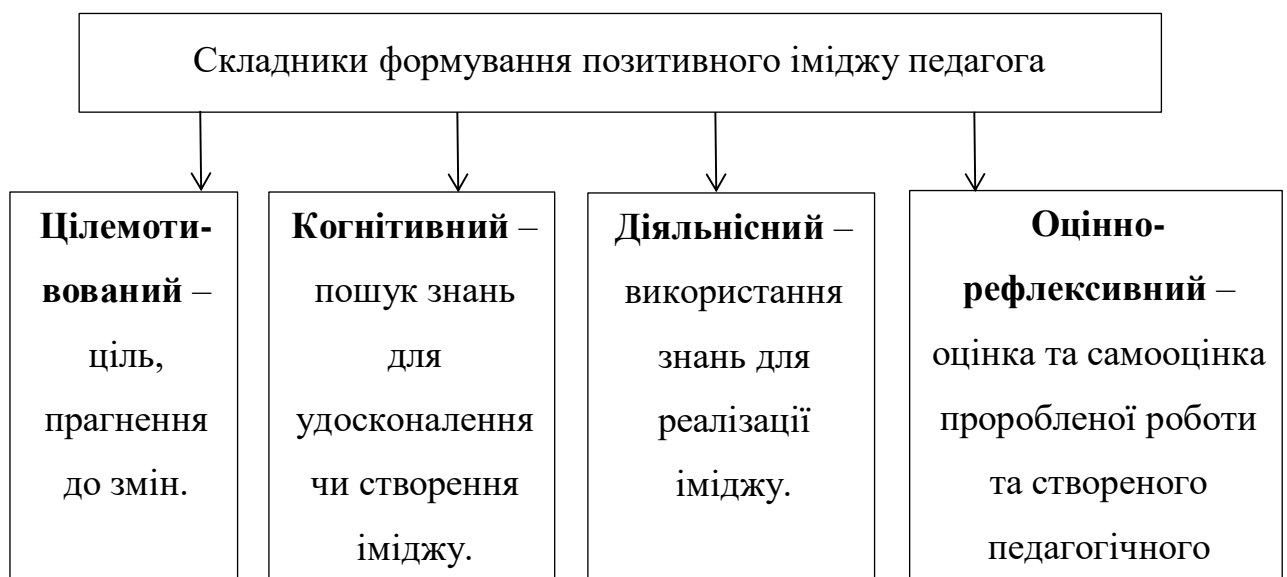 Складники формування позитивного іміджу педагога
Цілемоти-
вований –
ціль,
прагнення
до змін.
Когнітивний –
пошук знань
для
удосконалення
чи створення
іміджу.
Діяльнісний –
використання
знань для
реалізації
іміджу.
Оцінно-
рефлексивний –
оцінка та самооцінка
проробленої роботи
та створеного
педагогічного